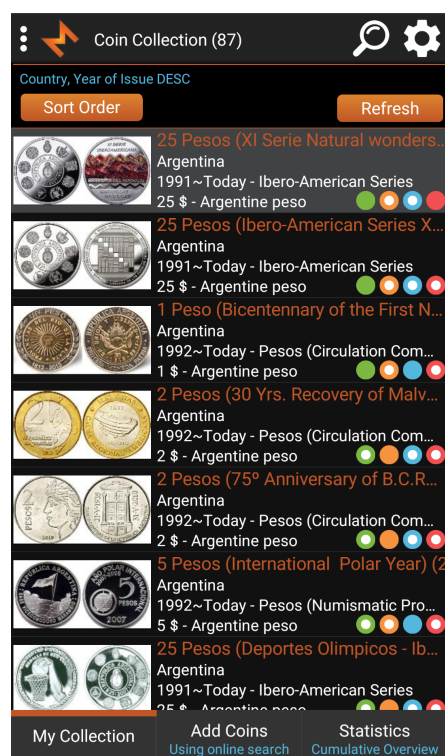 Coin Collection (87)
Country, Year of Issue DESC
Sort Order
Refresh
25 Pesos (XI Serie Natural wonders..
Argentina
1991~Today - Ibero-American Series
25 $ - Argentine peso
25 Pesos (Ibero-American Series X...
Argentina
1991~Today - Ibero-American Series
25 $ - Argentine peso
1 Peso (Bicentennary of the First N...
Argentina
1992~Today - Pesos (Circulation Com...
1 $ - Argentine peso
2 Pesos (30 Yrs. Recovery of Malv...
Argentina
1992~Today - Pesos (Circulation Com...
2 $ - Argentine peso
2 Pesos (75º Anniversary of B.C.R...
Argentina
1992~Today - Pesos (Circulation Com...
2 $ - Argentine peso
5 PESOS
2007
5 Pesos (International Polar Year) (2
Argentina
1992~Today - Pesos (Numismatic Pro...
5 $ - Argentine peso
25 Pesos (Deportes Olimpicos - Ib...
Argentina
1991~Today - Ibero-American Series
25 $ - Argentine peso
My Collection
Add Coins
Using online search
Statistics
Cumulative Overview